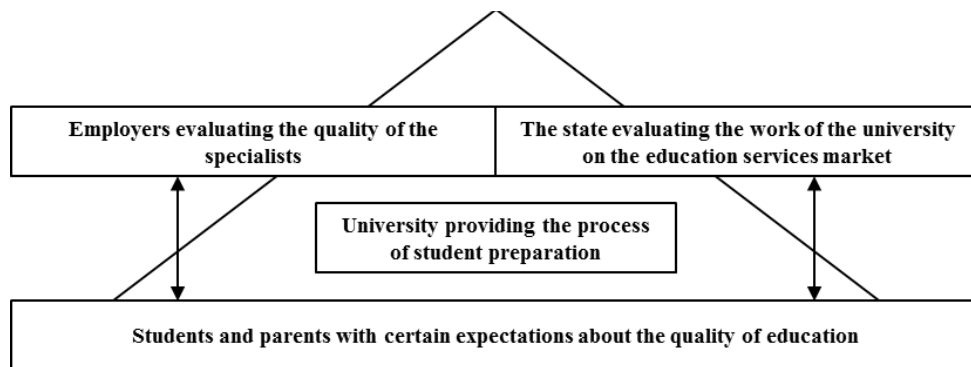 Employers evaluating the quality of the
specialists
The state evaluating the work of the university
on the education services market
University providing the process
of student preparation
Students and parents with certain expectations about the quality of education